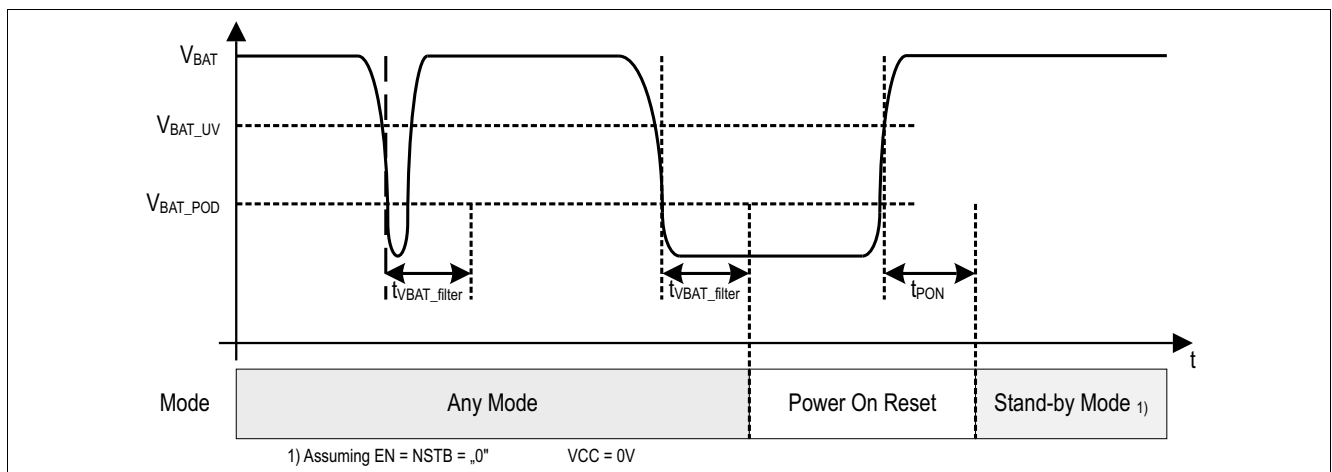 VBAT
VBAT_UV
VBAT_POD
tVBAT_filter
tVBAT_filter
tPON
t
Mode
Any Mode
Power On Reset
Stand-by Mode 1)
1) Assuming EN = NSTB = „0" VCC = 0V